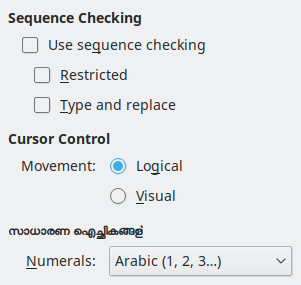 Sequence Checking
Use sequence checking
Restricted
Type and replace
Cursor Control
Movement: Logical
Visual
സാധാരണ ഐച്ഛികങ്ങള്
Numerals: Arabic (1, 2, 3...)